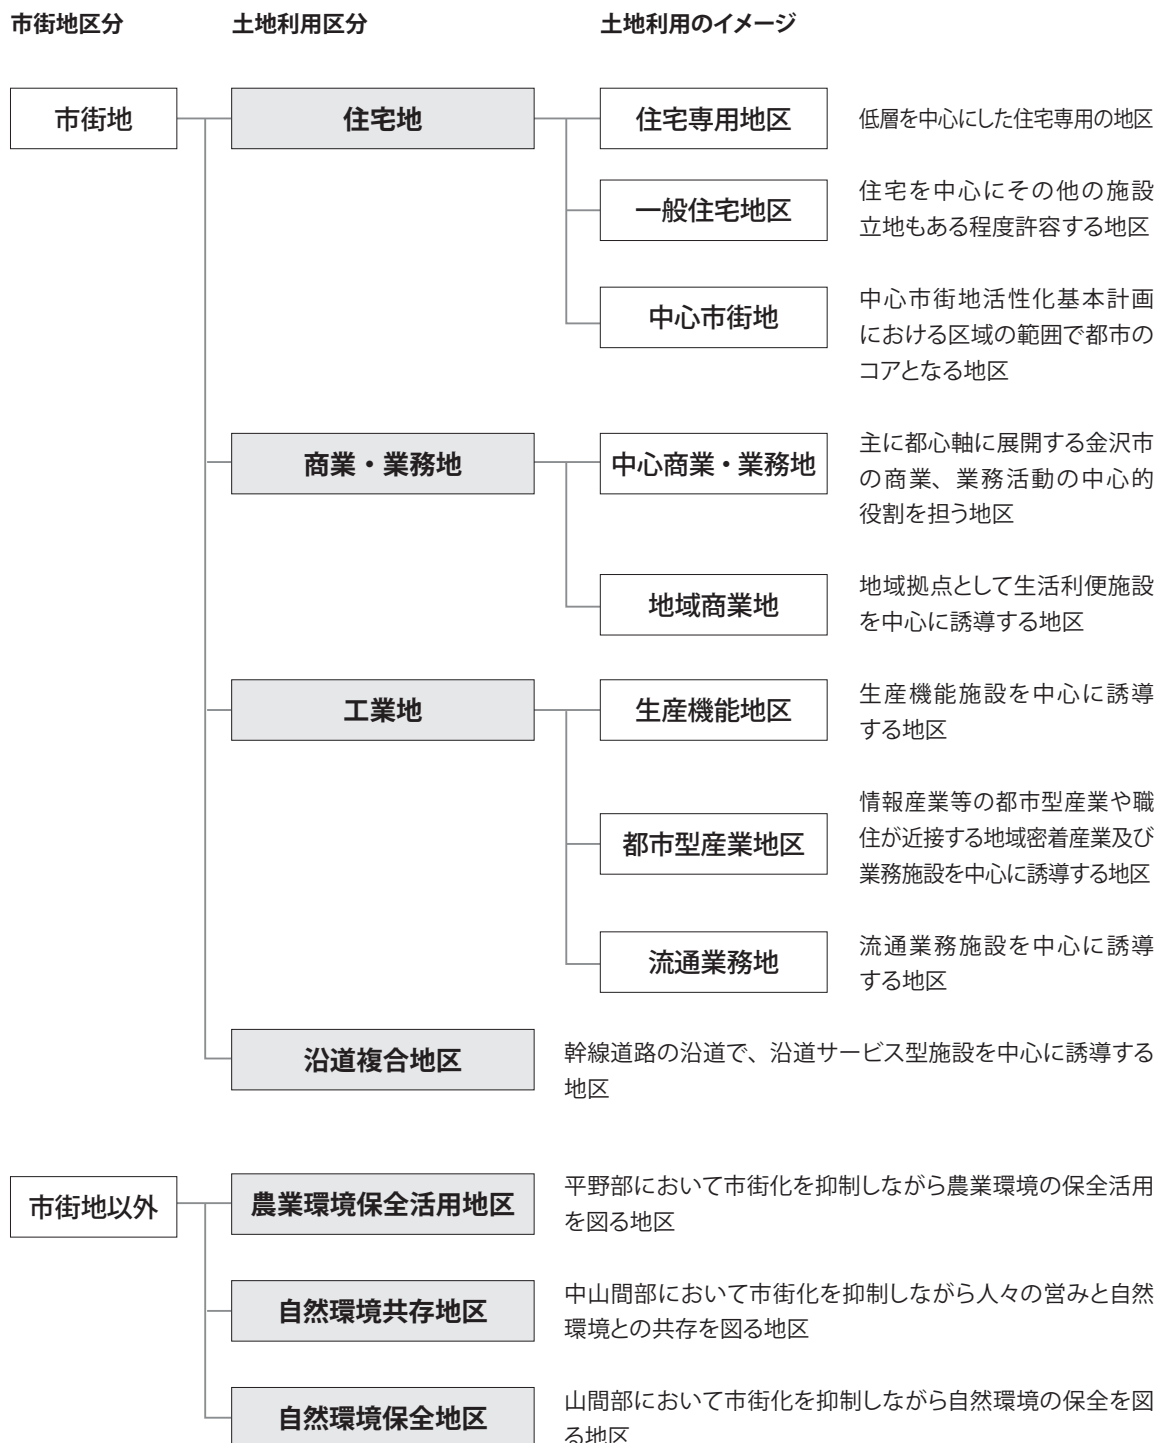 市街地区分 土地利用区分 土地利用のイメージ
市街地 住宅地 住宅専用地区 低層を中心にした住宅専用の地区
一般住宅地区
住宅を中心にその他の施設
立地もある程度許容する地区
中心市街地
中心市街地活性化基本計画
における区域の範囲で都市の
コアとなる地区
商業・業務地 中心商業・業務地
主に都心軸に展開する金沢市
の商業、業務活動の中心的
役割を担う地区
地域商業地
地域拠点として生活利便施設
を中心に誘導する地区
工業地 生産機能地区
生産機能施設を中心に誘導
する地区
都市型産業地区
情報産業等の都市型産業や職
住が近接する地域密着産業及び
業務施設を中心に誘導する地区
流通業務地
流通業務施設を中心に誘導
する地区
沿道複合地区
幹線道路の沿道で、沿道サービス型施設を中心に誘導する
地区
市街地以外 農業環境保全活用地区
平野部において市街化を抑制しながら農業環境の保全活用
を図る地区
自然環境共存地区
中山間部において市街化を抑制しながら人々の営みと自然
環境との共存を図る地区
自然環境保全地区
山間部において市街化を抑制しながら自然環境の保全を図
る地区